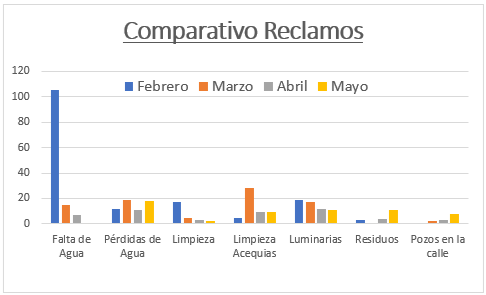 Comparativo Reclamos
120
Febrero Marzo Abril Mayo
100
80
60
40
20
0
Falta de Agua
Pérdidas de Agua
Limpieza
Limpieza Acequias
Luminarias
Residuos
Pozos en la calle